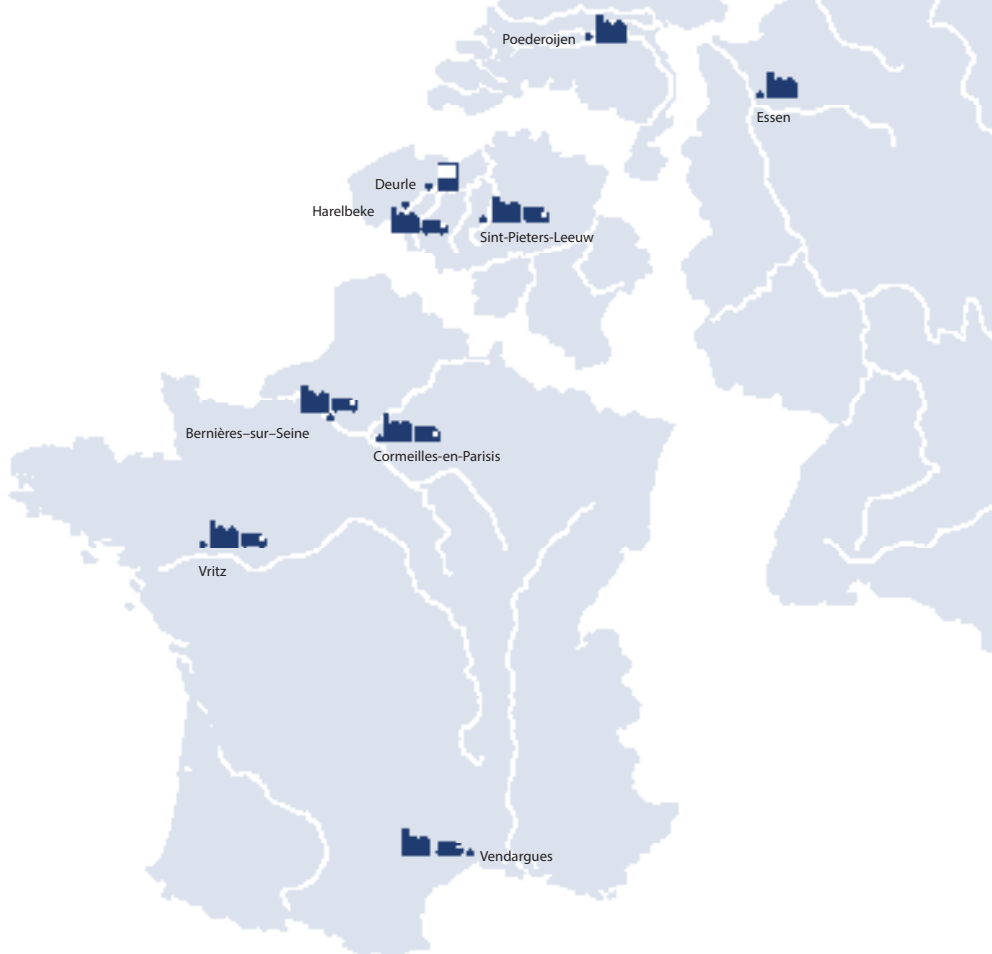 Poederoijen
Essen
Deurle
Harelbeke
Sint-Pieters-Leeuw
Bernières–sur–Seine
Cormeilles-en-Parisis
Vritz
Vendargues